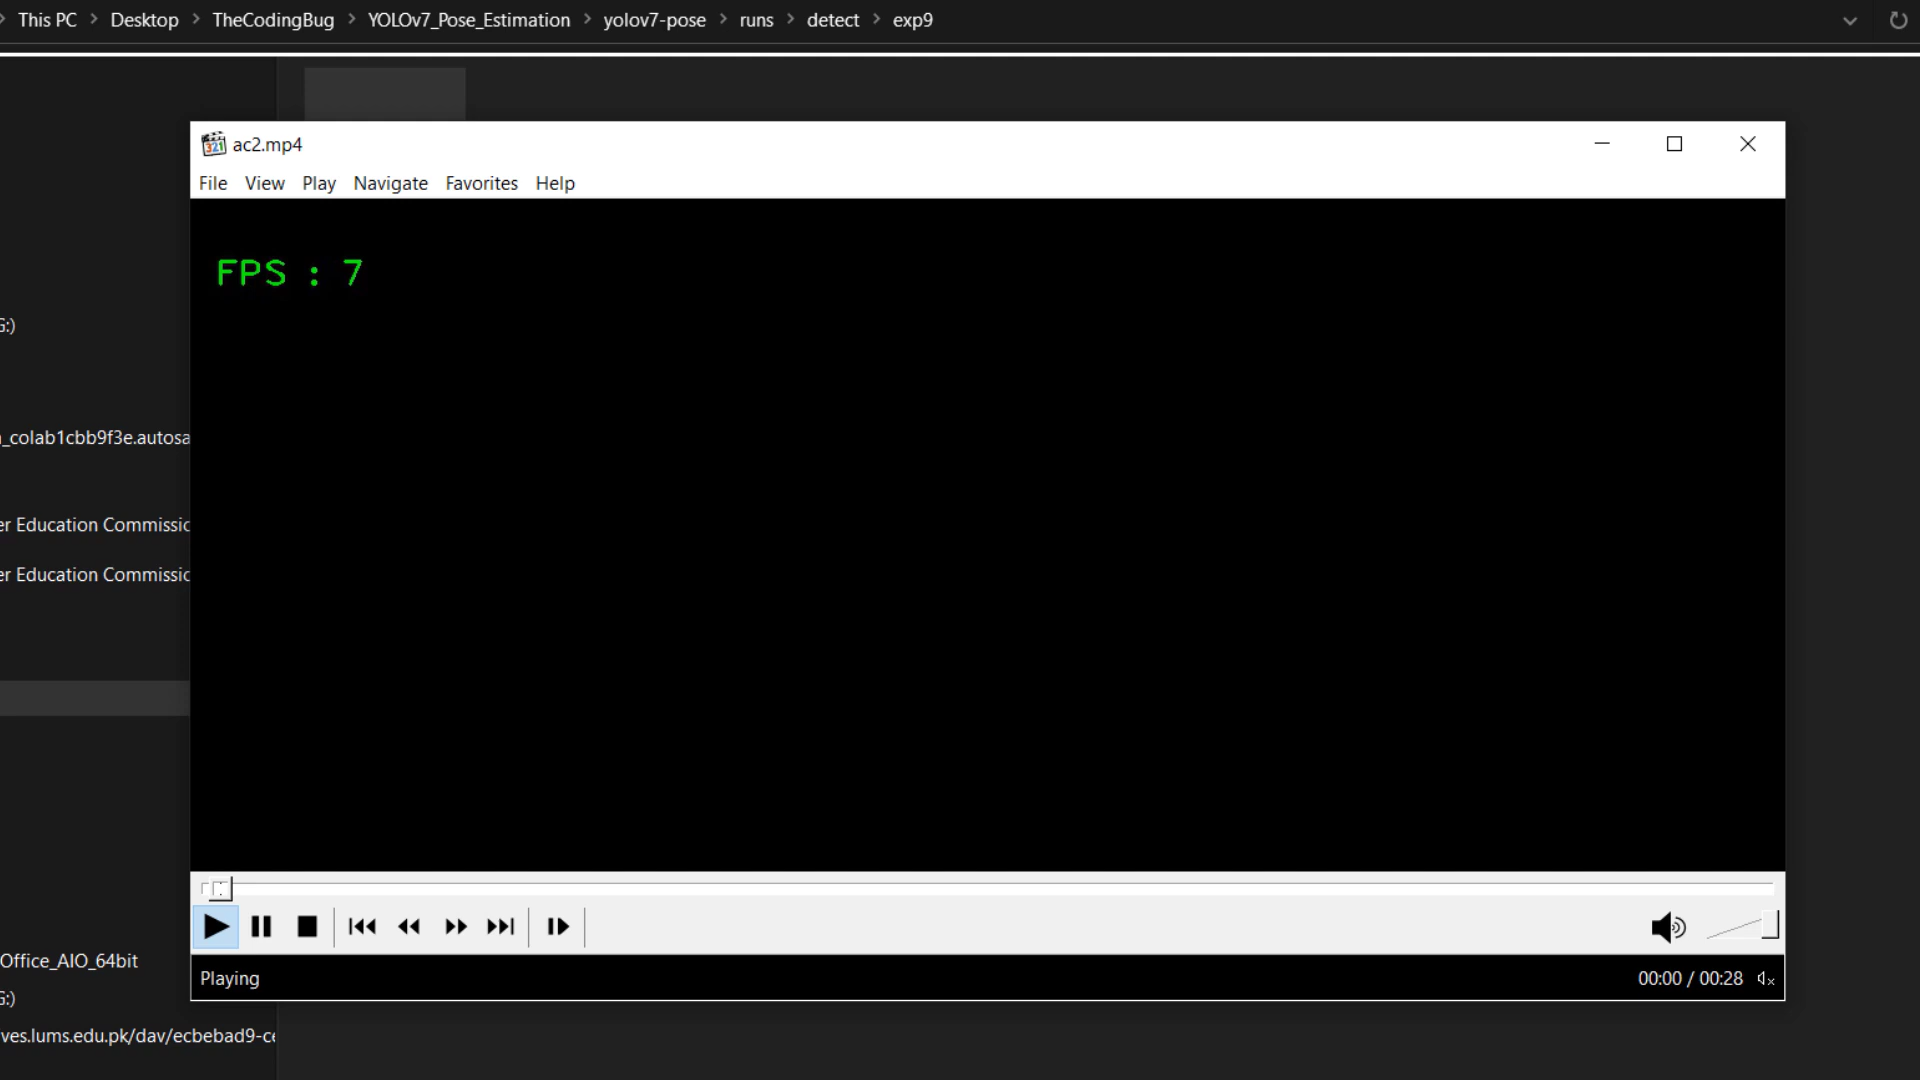 This PC > Desktop > TheCodingBug > YOLOv7_Pose_Estimation > yolov7-pose > runs > detect > exp9
ac2.mp4
File View Play Navigate Favorites Help
FPS : 7
G:)
_colab1cbb9f3e.autosa
er Education Commissic
er Education Commissic
Office_AIO_64bit
G:)
ves.lums.edu.pk/dav/ecbebad9-ce
Playing
00:00 / 00:28